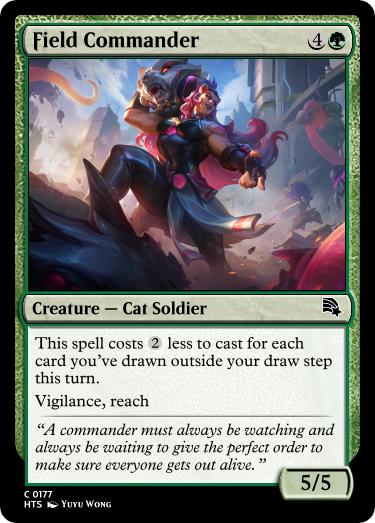 Field Commander 4
Creature — Cat Soldier
This spell costs 2 less to cast for each
card you've drawn outside your draw step
this turn.
Vigilance, reach
“A commander must always be watching and
always be waiting to give the perfect order to
make sure everyone gets out alive.”
5/5
C 0177
HTS Yuyu Wong